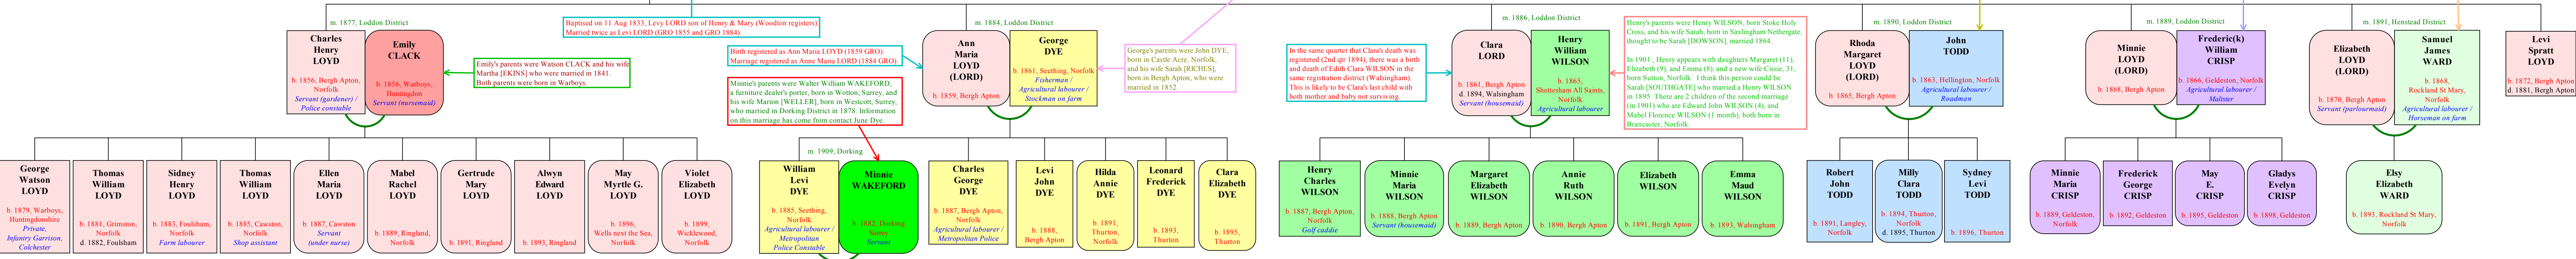 m. 1877, Loddon District
Charles
Henry
LOYD
b. 1856, Bergh Apton,
Norfolk
Servant (gardener) /
Police constable
Emily
CLACK
b. 1856, Warboys,
Huntingdon
Servant (nursemaid)
Emily's parents were Watson CLACK and his wife
Martha [EKINS] who were married in 1841.
Both parents were born in Warboys.
Baptised on 11 Aug 1833, Levy LORD son of Henry & Mary (Woodton registers).
Married twice as Levi LORD (GRO 1855 and GRO 1884).
Birth registered as Ann Maria LOYD (1859 GRO).
Marriage registered as Anne Maria LORD (1884 GRO).
Minnie's parents were Walter William WAKEFORD,
a furniture dealer's porter, born in Wotton, Surrey, and
his wife Marion [WELLER], born in Westcott, Surrey,
who married in Dorking District in 1878. Information
on this marriage has come from contact June Dye.
m. 1884, Loddon District
Ann
Maria
LOYD
(LORD)
b. 1859, Bergh Apton
George
DYE
b. 1861, Seething, Norfolk
Fisherman /
Agricultural labourer /
Stockman on farm
George's parents were John DYE,
born in Castle Acre, Norfolk,
and his wife Sarah [RICHES],
born in Bergh Apton, who were
married in 1852.
In the same quarter that Clara's death was
registered (2nd qtr 1894), there was a birth
and death of Edith Clara WILSON in the
same registration district (Walsingham).
This is likely to be Clara's last child with
both mother and baby not surviving.
m. 1886, Loddon District
Clara
LORD
b. 1861, Bergh Apton
d. 1894, Walsingham
Servant (housemaid)
Henry
William
WILSON
b. 1865,
Shottesham All Saints,
Norfolk
Agricultural labourer
Henry's parents were Henry WILSON, born Stoke Holy
Cross, and his wife Sarah, born in Saxlingham Nethergate,
thought to be Sarah [DOWSON], married 1864.
In 1901 , Henry appears with daughters Margaret (11),
Elizabeth (9), and Emma (8), and a new wife Cissie, 31,
born Sutton, Norfolk. I think this person could be
Sarah [SOUTHGATE] who married a Henry WILSON
in 1895. There are 2 children of the second marriage
(in 1901) who are Edward John WILSON (4), and
Mabel Florence WILSON (1 month), both born in
Brancaster, Norfolk.
m. 1890, Loddon District
Rhoda
Margaret
LOYD
(LORD)
b. 1865, Bergh Apton
John
TODD
b. 1863, Hellington, Norfolk
Agricultural labourer /
Roadman
m. 1889, Loddon District
Minnie
LOYD
(LORD)
b. 1868, Bergh Apton
Frederic(k)
William
CRISP
b. 1866, Geldeston, Norfolk
Agricultural labourer /
Maltster
m. 1891, Henstead District
Elizabeth
LOYD
(LORD)
b. 1870, Bergh Apton
Servant (parlourmaid)
Samuel
James
WARD
b. 1868,
Rockland St Mary,
Norfolk
Agricultural labourer /
Horseman on farm
Levi
Spratt
LOYD
b. 1872, Bergh Apton
d. 1881, Bergh Apton
George
Watson
LOYD
b. 1879, Warboys,
Huntingdonshire
Private,
Infantry Garrison,
Colchester
Thomas
William
LOYD
b. 1881, Grimston,
Norfolk
d. 1882, Foulsham
Sidney
Henry
LOYD
b. 1883, Foulsham,
Norfolk
Farm labourer
Thomas
William
LOYD
b. 1885, Cawston,
Norfolk
Shop assistant
Ellen
Maria
LOYD
b. 1887, Cawston
Servant
(under nurse)
Mabel
Rachel
LOYD
b. 1889, Ringland,
Norfolk
Gertrude
Mary
LOYD
b. 1891, Ringland
Alwyn
Edward
LOYD
b. 1893, Ringland
May
Myrtle G.
LOYD
b. 1896,
Wells next the Sea,
Norfolk
Violet
Elizabeth
LOYD
b. 1899,
Wicklewood,
Norfolk
m. 1909, Dorking
William
Levi
DYE
b. 1885, Seething,
Norfolk
Agricultural labourer /
Metropolitan
Police Constable
Minnie
WAKEFORD
b. 1882, Dorking
Surrey
Servant
Charles
George
DYE
b. 1887, Bergh Apton,
Norfolk
Agricultural labourer /
Metropolitan Police
Levi
John
DYE
b. 1888,
Bergh Apton
Hilda
Annie
DYE
b. 1891,
Thurton,
Norfolk
Leonard
Frederick
DYE
b. 1893,
Thurton
Clara
Elizabeth
DYE
b. 1895,
Thurton
Henry
Charles
WILSON
b. 1887, Bergh Apton,
Norfolk
Golf caddie
Minnie
Maria
WILSON
b. 1888, Bergh Apton
Servant (housemaid)
Margaret
Elizabeth
WILSON
b. 1889, Bergh Apton
Annie
Ruth
WILSON
b. 1890, Bergh Apton
Elizabeth
WILSON
b. 1891, Bergh Apton
Emma
Maud
WILSON
b. 1893, Walsingham
Robert
John
TODD
b. 1891, Langley,
Norfolk
Milly
Clara
TODD
b. 1894, Thurton,
Norfolk
d. 1895, Thurton
Sydney
Levi
TODD
b. 1896, Thurton
Minnie
Maria
CRISP
b. 1889, Geldeston,
Norfolk
Frederick
George
CRISP
b. 1892, Geldeston
May
E.
CRISP
b. 1895, Geldeston
Gladys
Evelyn
CRISP
b. 1898, Geldeston
Elsy
Elizabeth
WARD
b. 1893, Rockland St Mary,
Norfolk